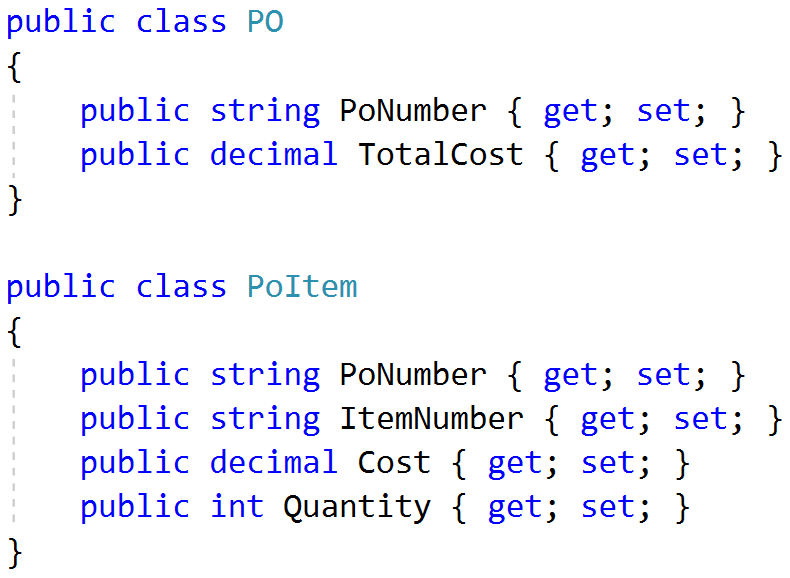 public class PO
{
    public string PoNumber { get; set; }
    public decimal TotalCost { get; set; }
}

public class PoItem
{
    public string PoNumber { get; set; }
    public string ItemNumber { get; set; }
    public decimal Cost { get; set; }
    public int Quantity { get; set; }
}